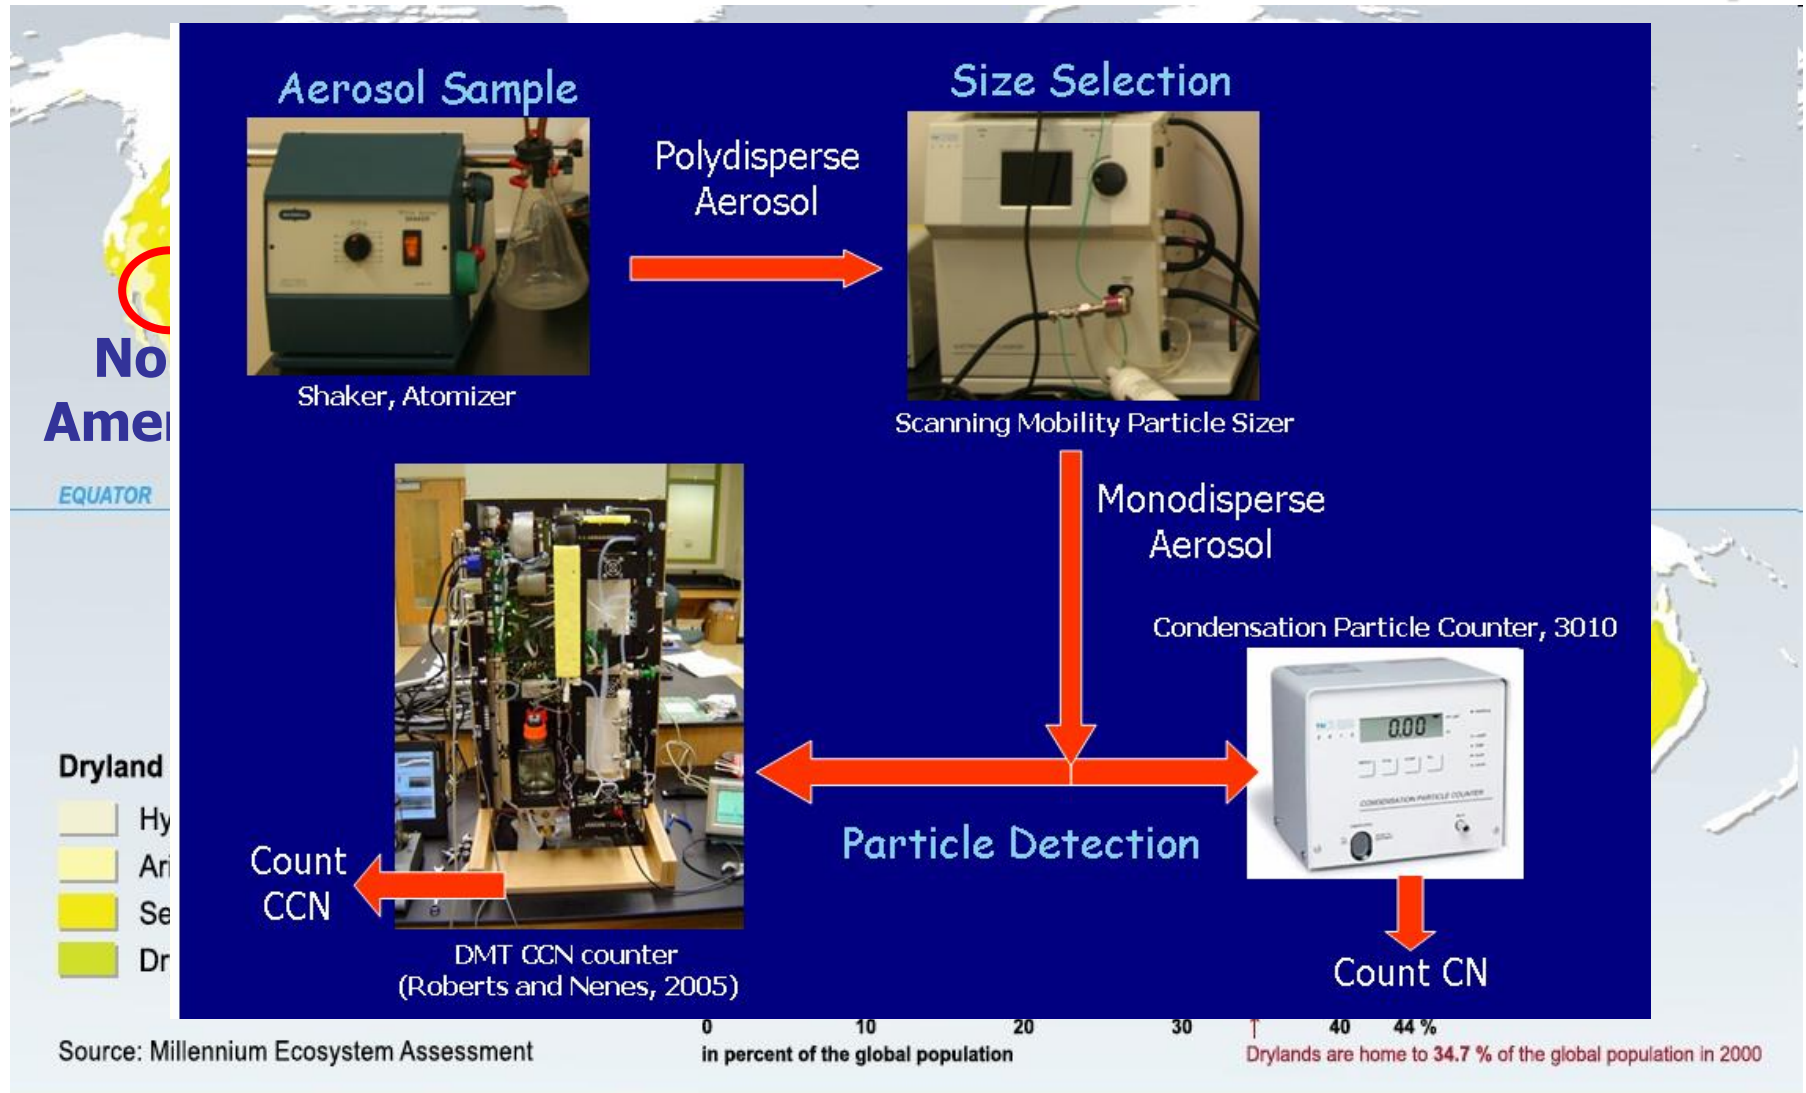 Aerosol Sample
Size Selection
Polydisperse
Aerosol
Shaker, Atomizer
Scanning Mobility Particle Sizer
No
Amer
EQUATOR
Monodisperse
Aerosol
Condensation Particle Counter, 3010
0.00
CONDENSATION PARTICLE COUNTER
Particle Detection
Count
CCN
DMT CCN counter
(Roberts and Nenes, 2005)
Count CN
Dryland
Hy
Ari
Se
Dr
0 10 20 30 40 44 %
in percent of the global population
Drylands are home to 34.7 % of the global population in 2000
Source: Millennium Ecosystem Assessment